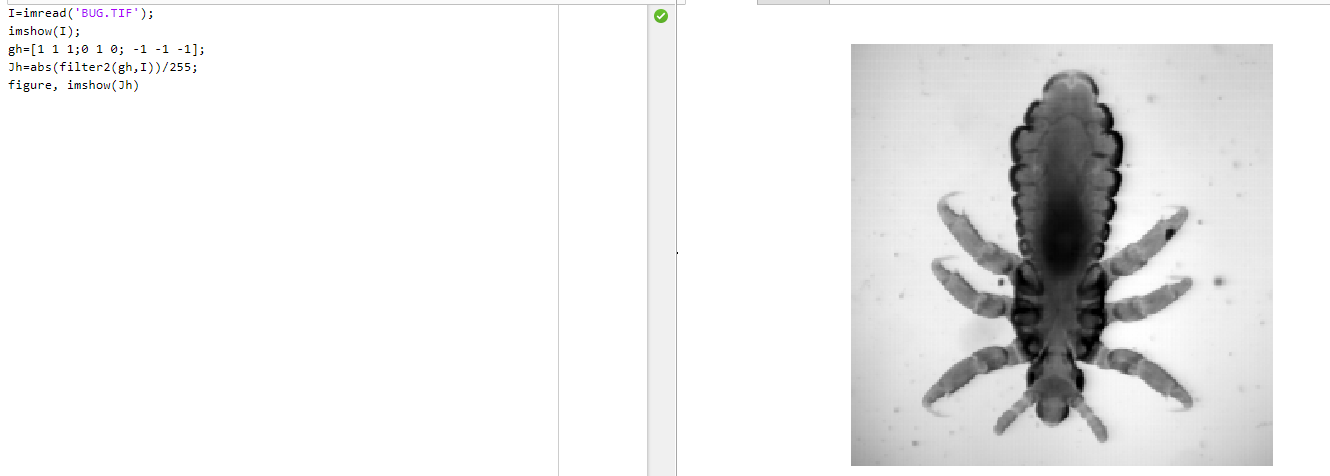 I=imread('BUG.TIF');
imshow(I);
gh=[1 1 1;0 1 0; -1 -1 -1];
Jh=abs(filter2(gh,I))/255;
figure, imshow(Jh)